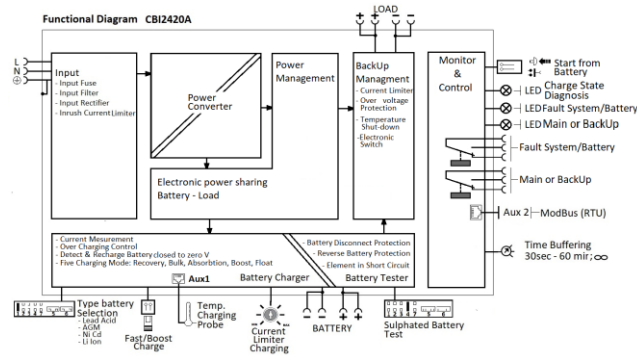 Functional Diagram CBI2420A
LOAD
+ + - -
L
N
Input
- Input Fuse
- Input Filter
- Input Rectifier
- Inrush Current Limiter
Power
Converter
Power
Management
BackUp
Managment
- Current Limiter
- Over voltage
Protection
- Temperature
Shut-down
-Electronic
Switch
Monitor
&
Control
Start from
Battery
LED Charge State
Diagnosis
LED Fault System/Battery
LED Main or BackUp
Fault System/Battery
Main or BackUp
Aux 2 ModBus (RTU)
Time Buffering
30sec - 60 mir; ∞
Electronic power sharing
Battery - Load
- Current Mesurement
- Over Charging Control
- Detect & Recharge Battery closed to zero V
- Five Charging Mode: Recovery, Bulk, Absorbtion, Boost, Float
Aux1
Battery Charger
- Battery Disconnect Protection
- Reverse Battery Protection
- Element in Short Circuit
Battery Tester
Type battery
Selection
- Lead Acid
- AGM
- Ni Cd
- Li Ion
Fast/Boost
Charge
Temp.
Charging
Probe
Current
Limiter
Charging
- - + +
BATTERY
Sulphated Battery
Test